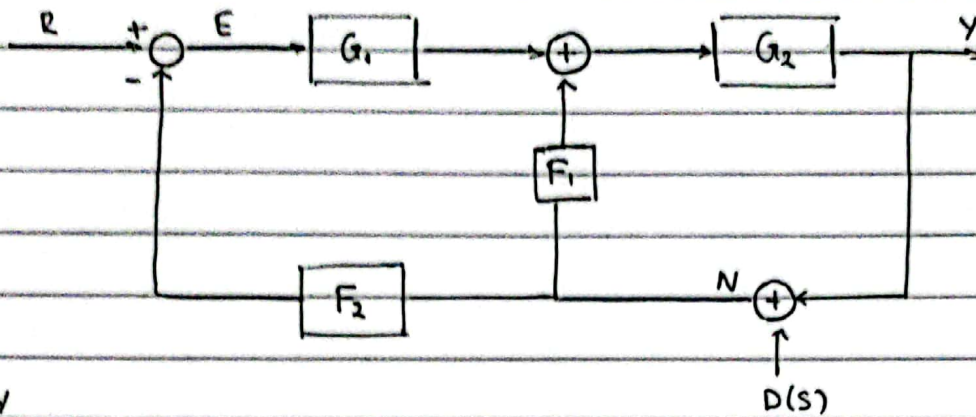 R + E G₁ + G₂ Y
-
F₁
F₂ N +
D(S)